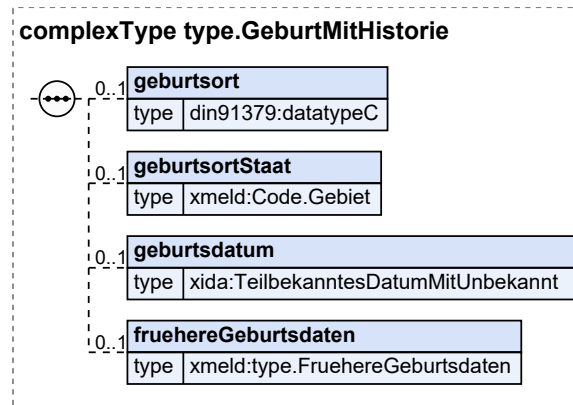 complexType type.GeburtMitHistorie
0..1 geburtsort
type din91379:datatypeC
0..1 geburtsortStaat
type xmeld:Code.Gebiet
0..1 geburtsdatum
type xida:TeilbekanntesDatumMitUnbekannt
0..1 fruehereGeburtsdaten
type xmeld:type.FruehereGeburtsdaten